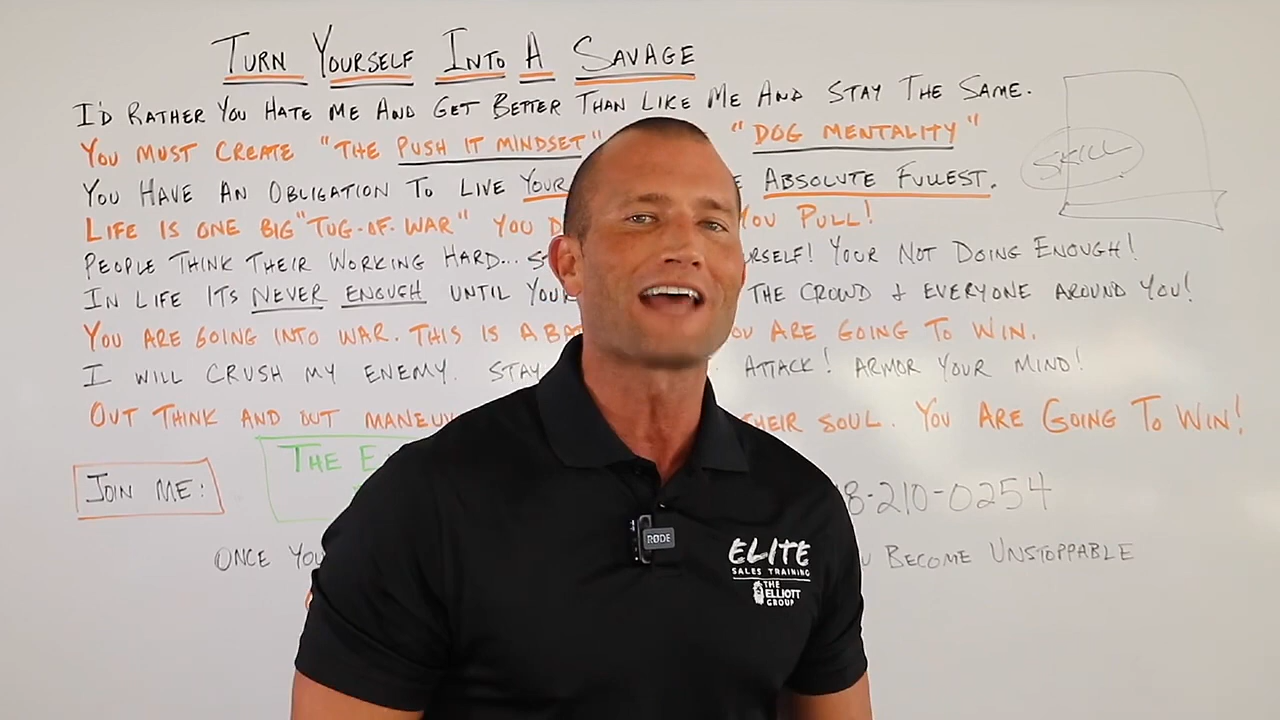 TURN YOURSELF INTO A SAVAGE
I'D RATHER YOU HATE ME AND GET BETTER THAN LIKE ME AND STAY THE SAME.
YOU MUST CREATE "THE PUSH IT MINDSET" "DOG MENTALITY"
YOU HAVE AN OBLIGATION TO LIVE YOUR ABSOLUTE FULLEST.
LIFE IS ONE BIG "TUG-OF-WAR" YOU YOU PULL!
PEOPLE THINK THEIR WORKING HARD... YOUR NOT DOING ENOUGH!
IN LIFE ITS NEVER ENOUGH UNTIL YOUR THE CROWD & EVERYONE AROUND YOU!
YOU ARE GOING INTO WAR. THIS IS A YOU ARE GOING TO WIN.
I WILL CRUSH MY ENEMY. STAY ATTACK! ARMOR YOUR MIND!
OUT THINK AND OUT THEIR SOUL. YOU ARE GOING TO WIN!
SKILL
THE
JOIN ME:
8-210-0254
ONCE YOU BECOME UNSTOPPABLE
RØDE
ELITE
SALES TRAINING
THE
ELLIOTT
GROUP